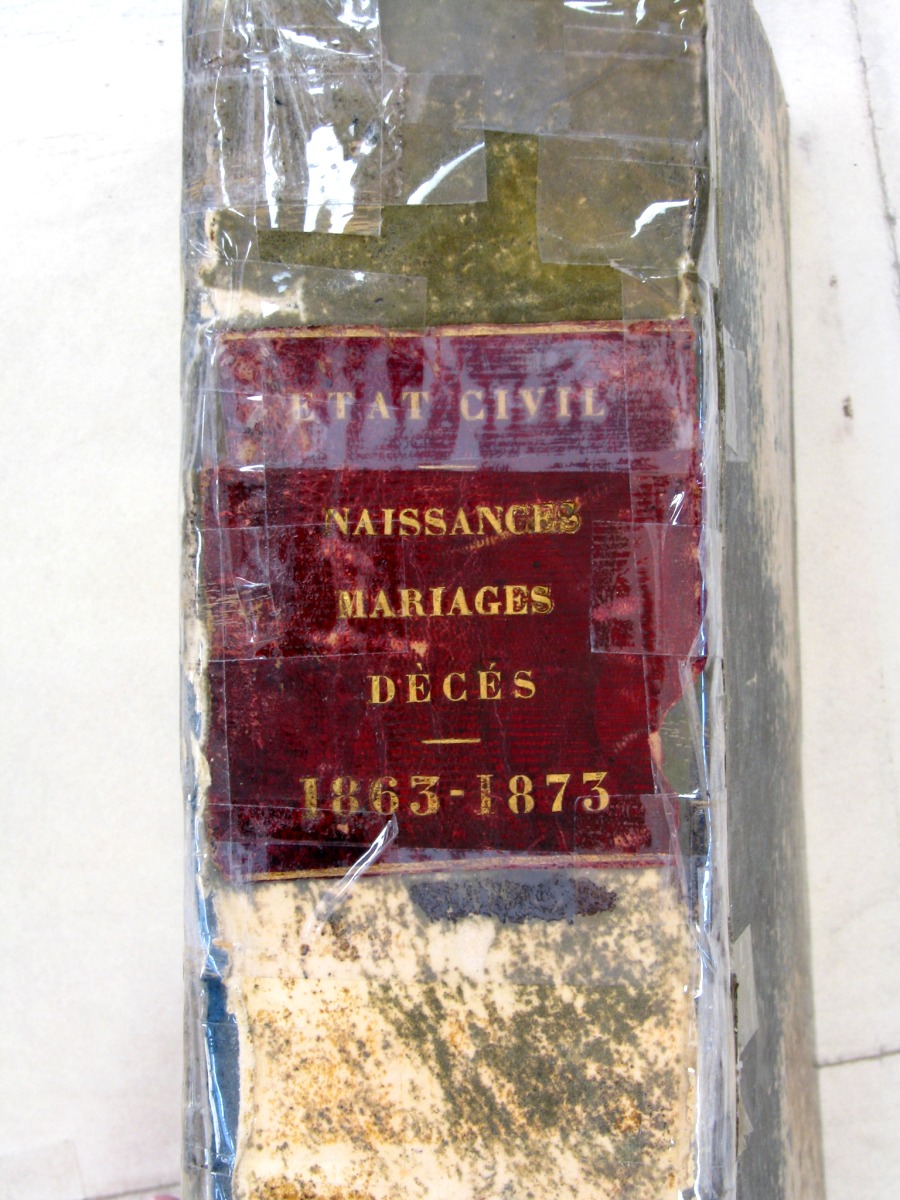 ETAT CIVIL
NAISSANCES
MARIAGES
DÈCÉS
1863-1873